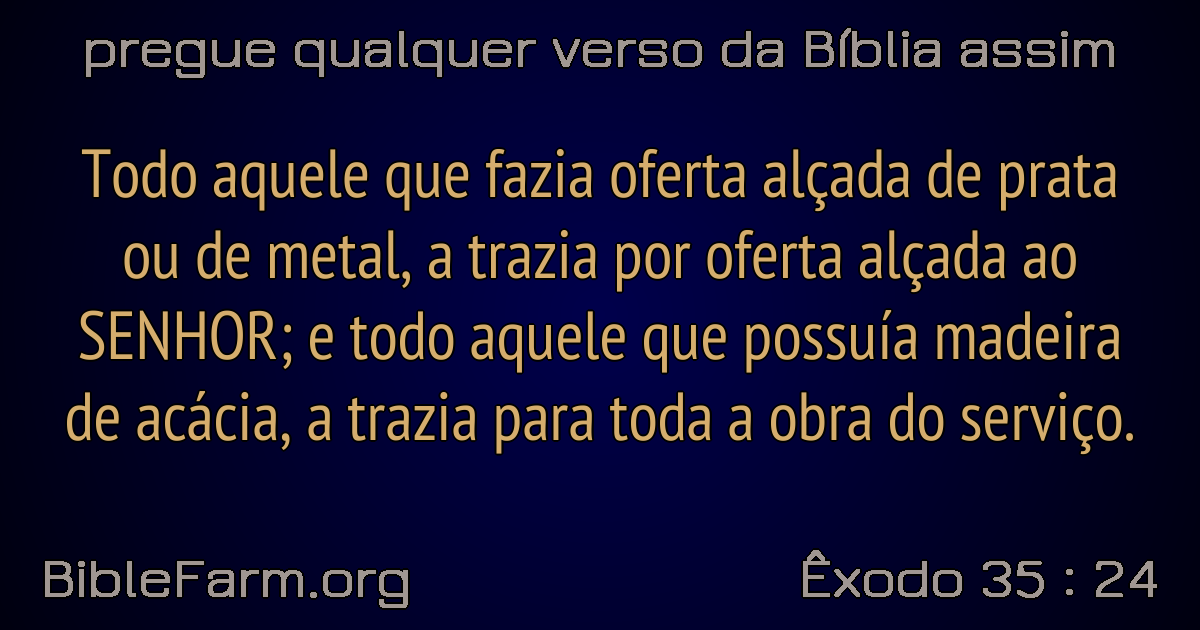 pregue qualquer verso da Bíblia assim
Todo aquele que fazia oferta alçada de prata
ou de metal, a trazia por oferta alçada ao
SENHOR; e todo aquele que possuía madeira
de acácia, a trazia para toda a obra do serviço.
BibleFarm.org
Êxodo 35 : 24